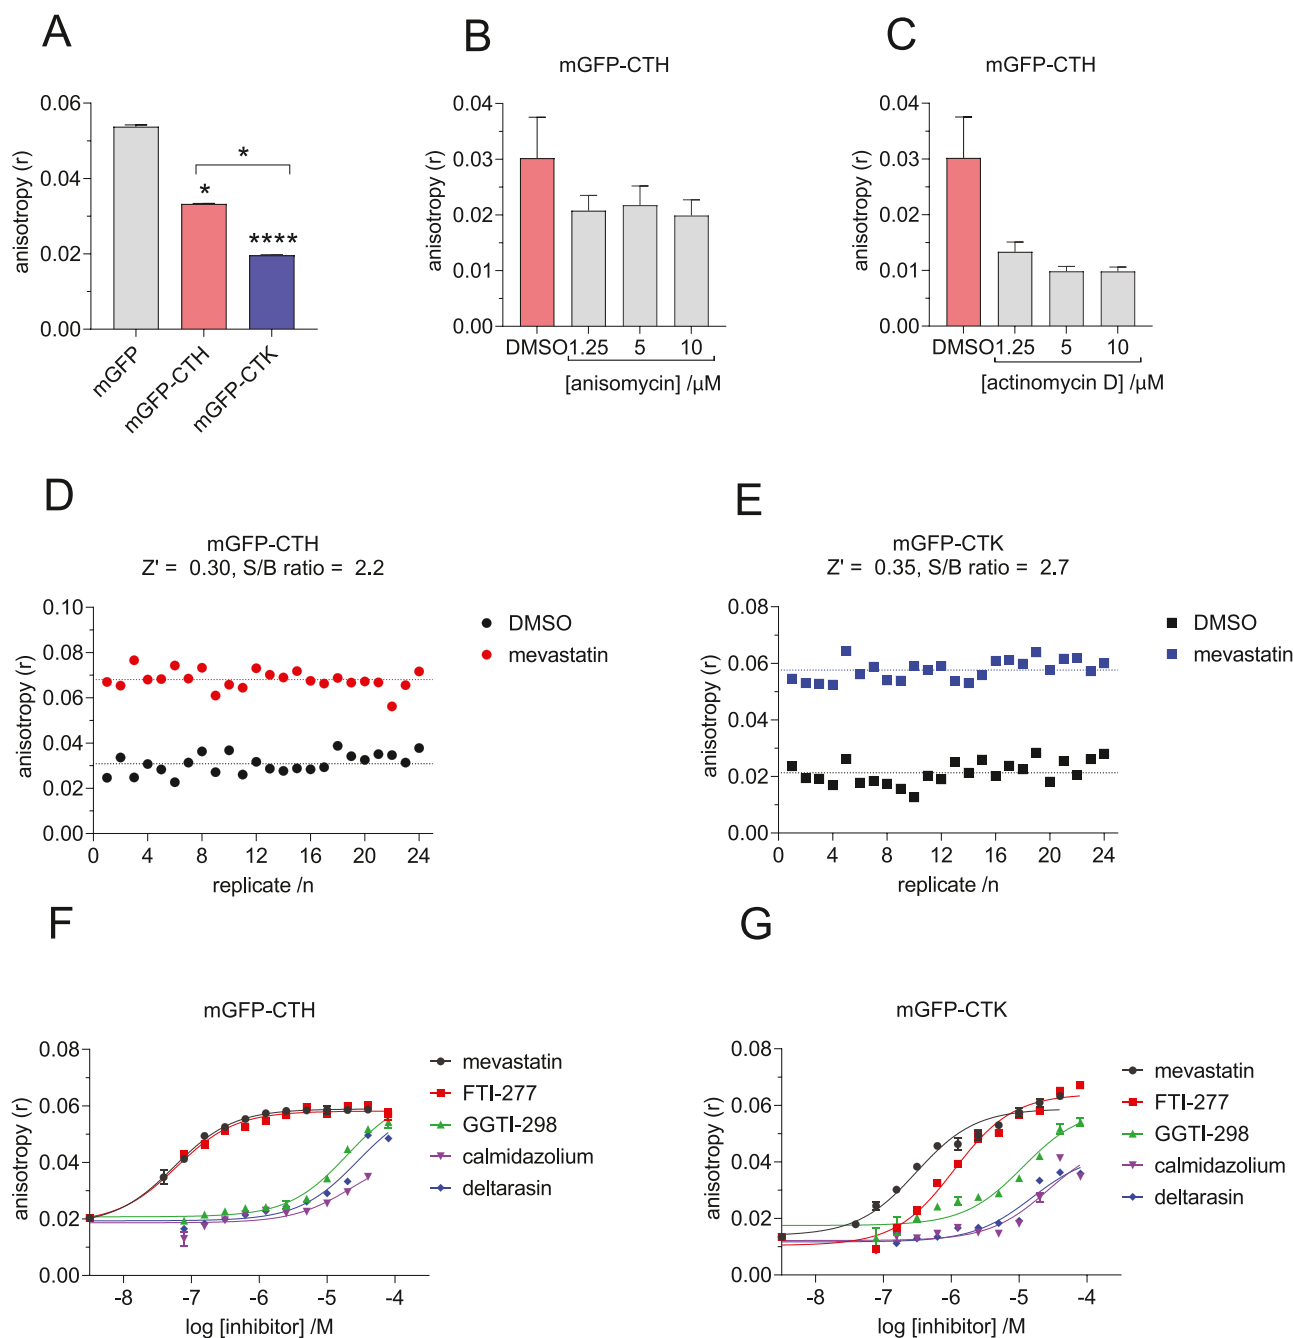 A
anisotropy (r)
0.06
0.04
0.02
0.00
*
*
****
mGFP
mGFP-CTH
mGFP-CTK
B
mGFP-CTH
anisotropy (r)
0.04
0.03
0.02
0.01
0.00
DMSO 1.25 5 10
[anisomycin] /µM
C
mGFP-CTH
anisotropy (r)
0.04
0.03
0.02
0.01
0.00
DMSO 1.25 5 10
[actinomycin D] /µM
D
mGFP-CTH
Z' = 0.30, S/B ratio = 2.2
anisotropy (r)
0.10
0.08
0.06
0.04
0.02
0.00
0 4 8 12 16 20 24
replicate /n
DMSO
mevastatin
E
mGFP-CTK
Z' = 0.35, S/B ratio = 2.7
anisotropy (r)
0.08
0.06
0.04
0.02
0.00
0 4 8 12 16 20 24
replicate /n
DMSO
mevastatin
F
mGFP-CTH
anisotropy (r)
0.08
0.06
0.04
0.02
0.00
-8 -7 -6 -5 -4
log [inhibitor] /M
mevastatin
FTI-277
GGTI-298
calmidazolium
deltarasin
G
mGFP-CTK
anisotropy (r)
0.08
0.06
0.04
0.02
0.00
-8 -7 -6 -5 -4
log [inhibitor] /M
mevastatin
FTI-277
GGTI-298
calmidazolium
deltarasin